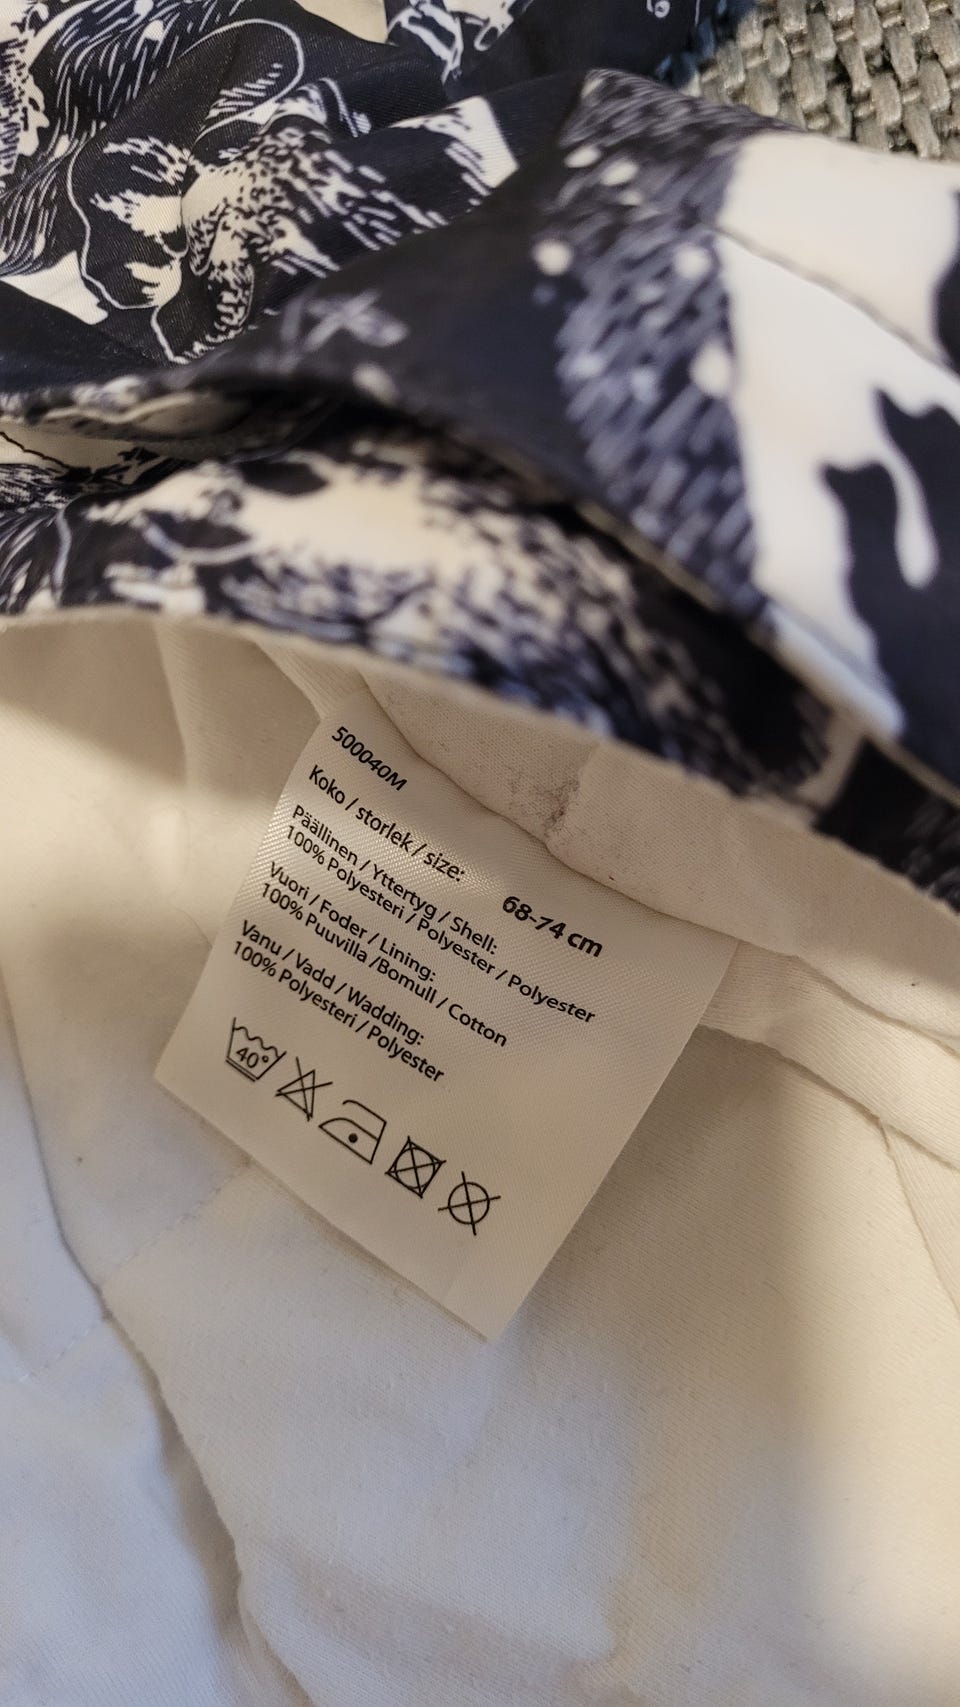 500040M
Koko / storlek / size: 68-74 cm
Päällinen / Yttertyg / Shell:
100% Polyesteri / Polyester / Polyester
Vuori / Foder / Lining:
100% Puuvilla /Bomull / Cotton
Vanu / Vadd / Wadding:
100% Polyesteri / Polyester
40°